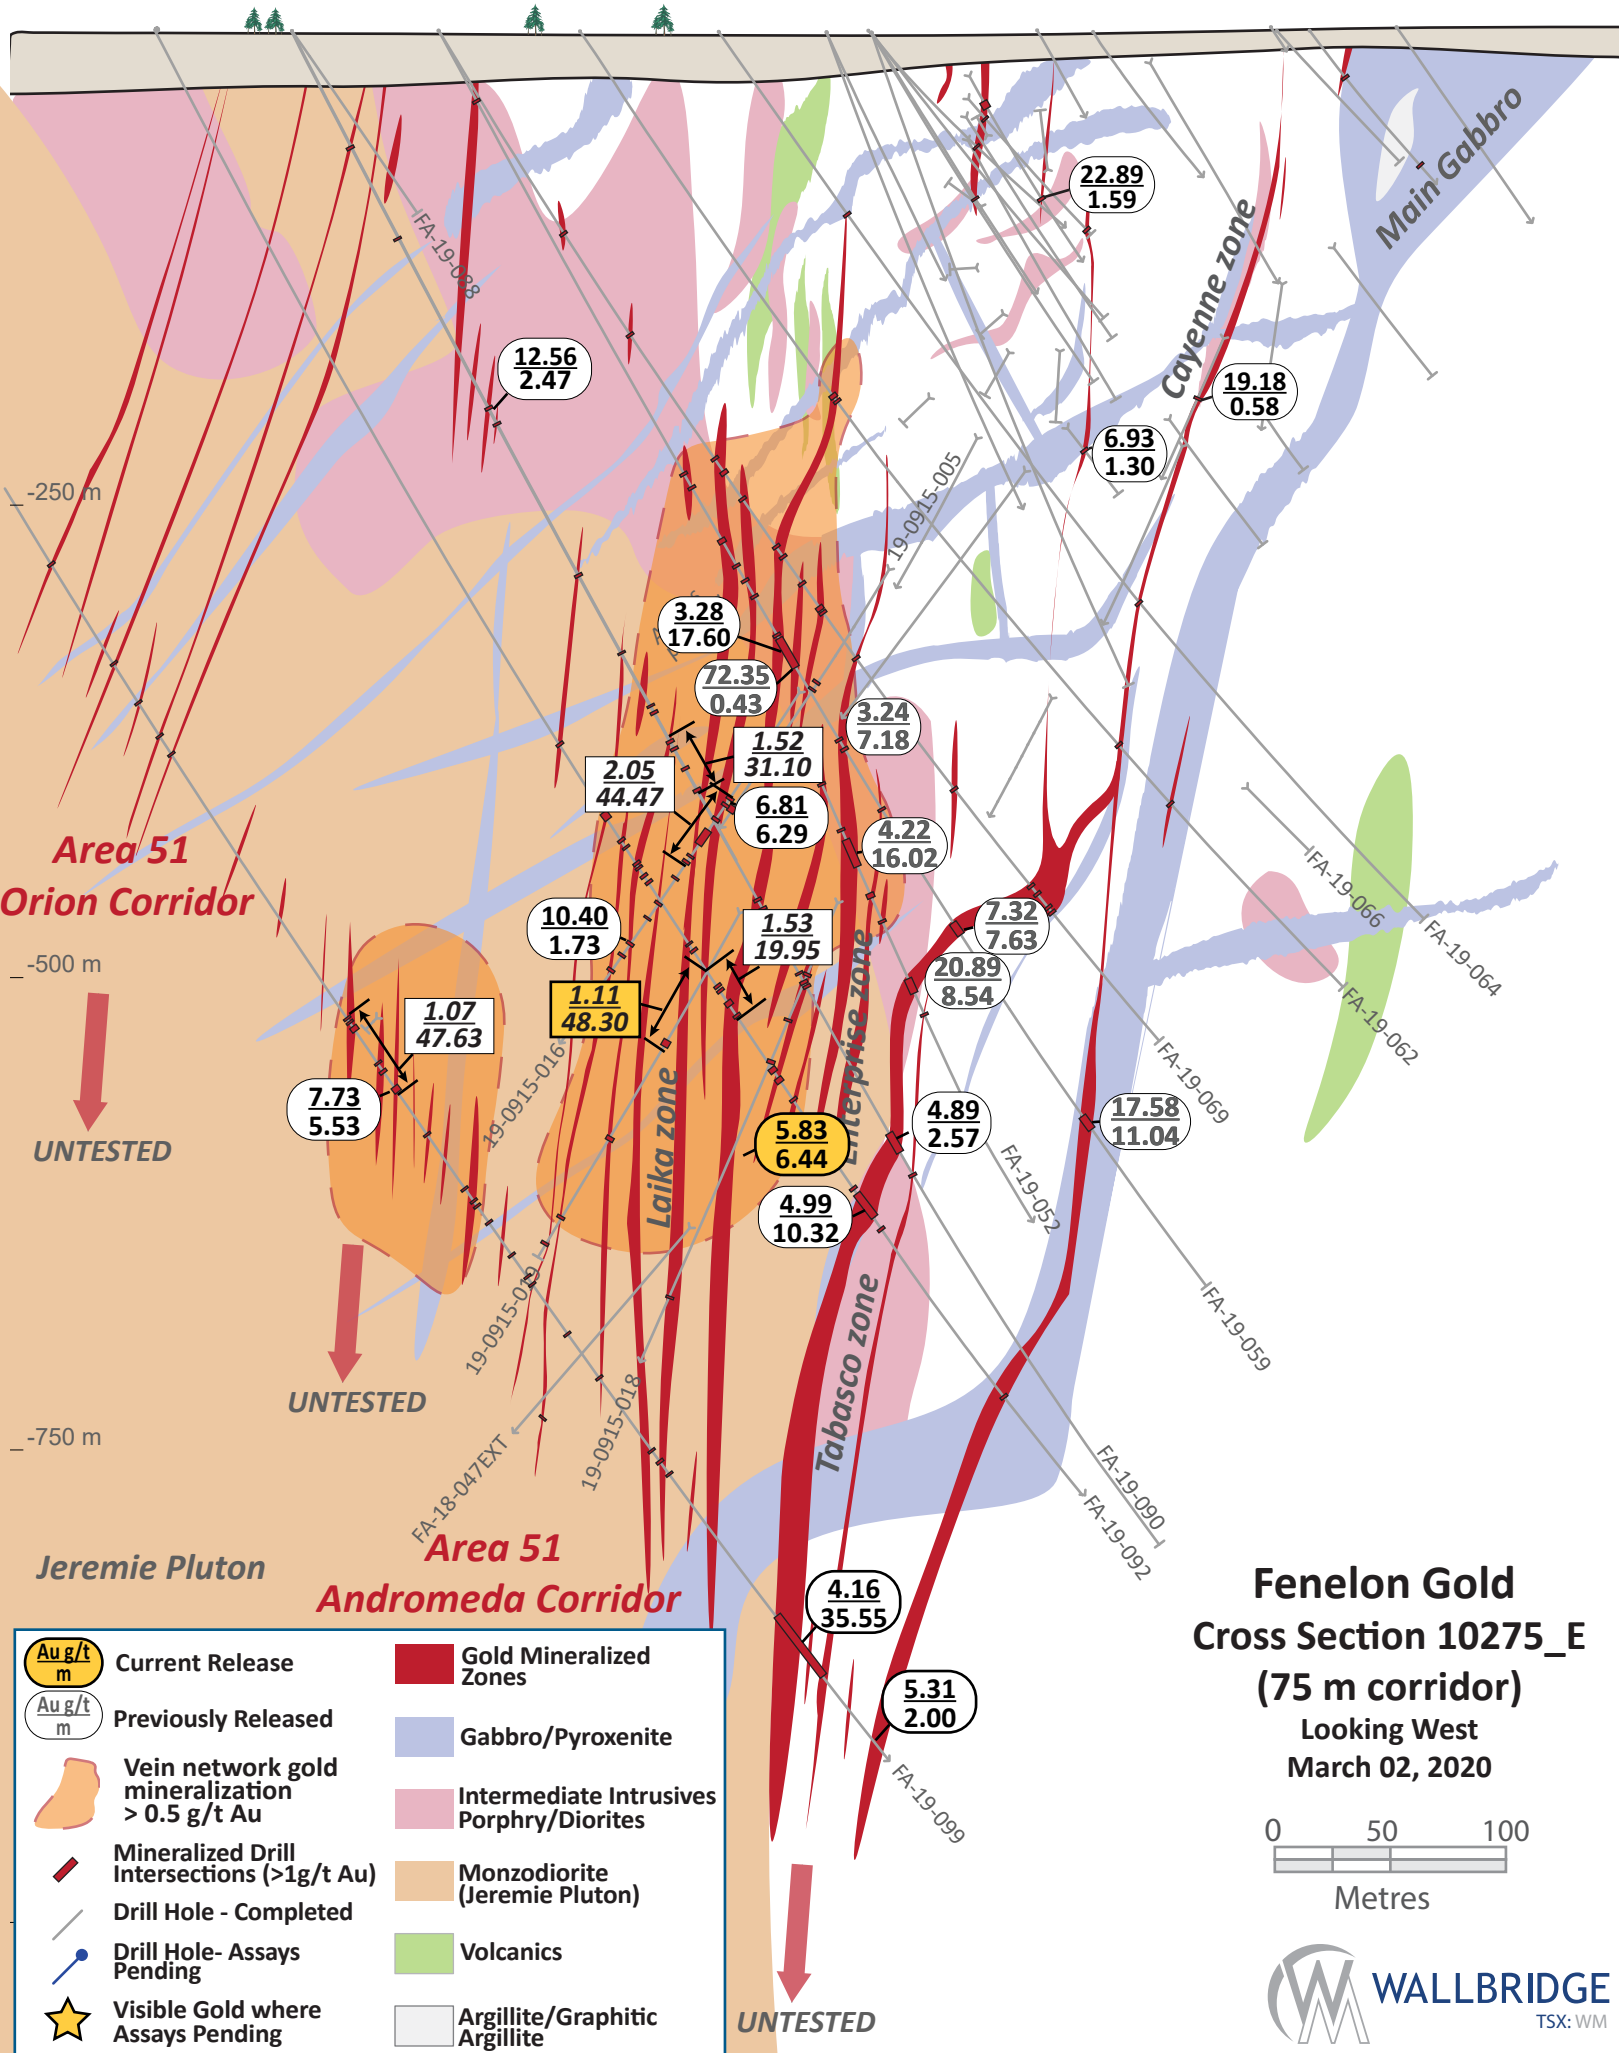 FA-19-088
22.89
1.59
Main Gabbro
Cayenne zone
12.56
2.47
19.18
0.58
6.93
1.30
-250 m
19-0915-005
3.28
17.60
72.35
0.43
3.24
7.18
1.52
31.10
2.05
44.47
6.81
6.29
4.22
16.02
Area 51
Orion Corridor
FA-19-066
FA-19-064
FA-19-062
10.40
1.73
1.53
19.95
7.32
7.63
-500 m
20.89
8.54
1.11
48.30
1.07
47.63
Enterprise zone
19-0915-016
FA-19-069
7.73
5.53
Laika zone
4.89
2.57
17.58
11.04
UNTESTED
5.83
6.44
FA-19-052
4.99
10.32
19-0915-019
FA-19-059
Tabasco zone
UNTESTED
19-0915-018
-750 m
FA-18-047EXT
FA-19-090
FA-19-092
Jeremie Pluton
Area 51
Andromeda Corridor
4.16
35.55
5.31
2.00
FA-19-099
UNTESTED
Fenelon Gold
Cross Section 10275_E
(75 m corridor)
Looking West
March 02, 2020
0 50 100
Metres
WALLBRIDGE
TSX: WM
Au g/t
m
Current Release
Au g/t
m
Previously Released
Vein network gold
mineralization
> 0.5 g/t Au
Mineralized Drill
Intersections (>1g/t Au)
Drill Hole - Completed
Drill Hole- Assays
Pending
Visible Gold where
Assays Pending
Gold Mineralized
Zones
Gabbro/Pyroxenite
Intermediate Intrusives
Porphry/Diorites
Monzodiorite
(Jeremie Pluton)
Volcanics
Argillite/Graphitic
Argillite